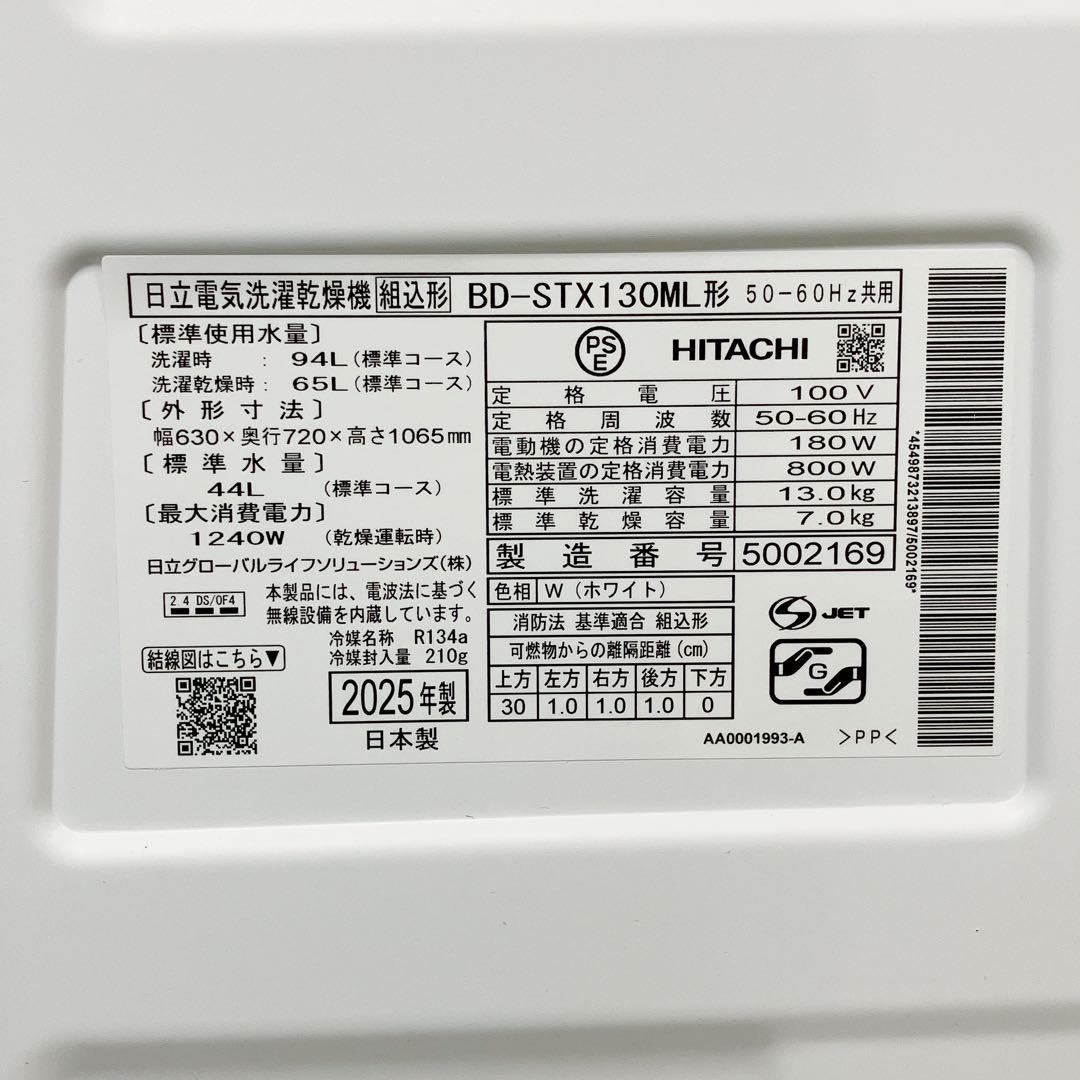 日立電気洗濯乾燥機 組込形 BD-STX130ML形 50-60Hz共用
〔標準使用水量〕
洗濯時 : 94L(標準コース)
洗濯乾燥時: 65L(標準コース)
〔外形寸法〕
幅630×奥行720×高さ1065mm
〔標準水量〕
44L (標準コース)
〔最大消費電力〕
1240W (乾燥運転時)
日立グローバルライフソリューションズ(株)
2.4 DS/OF4
本製品には、電波法に基づく
無線設備を内蔵しています。
冷媒名称 R134a
冷媒封入量 210g
結線図はこちら▼
2025年製
日本製
PS
E
HITACHI
定格電圧 100V
定格周波数 50-60Hz
電動機の定格消費電力 180W
電熱装置の定格消費電力 800W
標準洗濯容量 13.0kg
標準乾燥容量 7.0kg
製造番号 5002169
色相 W(ホワイト)
消防法 基準適合 組込形
可燃物からの離隔距離(cm)
上方 左方 右方 後方 下方
30 1.0 1.0 1.0 0
S JET
G
AA0001993-A >PP<
*4549873213897/5002169*